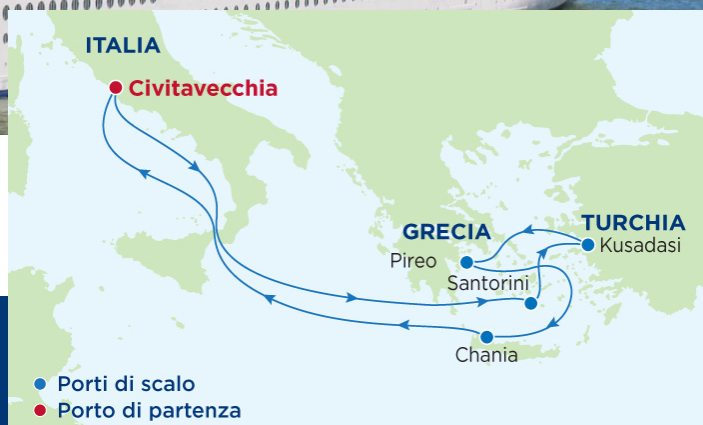 ITALIA
Civitavecchia
GRECIA
TURCHIA
Pireo
Kusadasi
Santorini
Chania
Porti di scalo
Porto di partenza